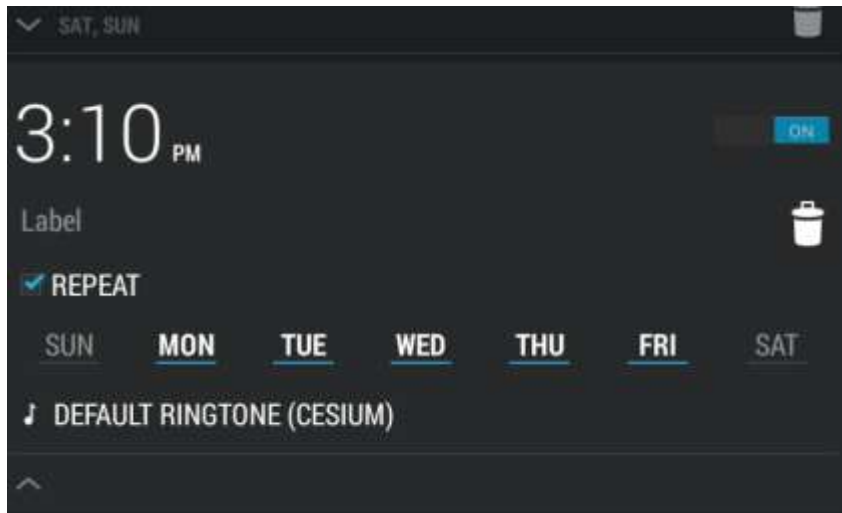 SAT, SUN
3:10 PM
ON
Label
REPEAT
SUN MON TUE WED THU FRI SAT
DEFAULT RINGTONE (CESIUM)